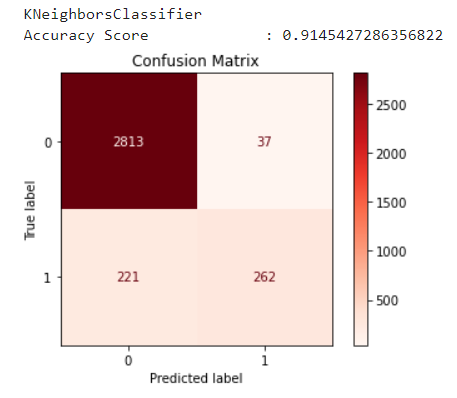 KNeighborsClassifier
Accuracy Score : 0.9145427286356822
Confusion Matrix
2500
2000
1500
1000
500
True label
0
2813 37
1
221 262
0 1
Predicted label